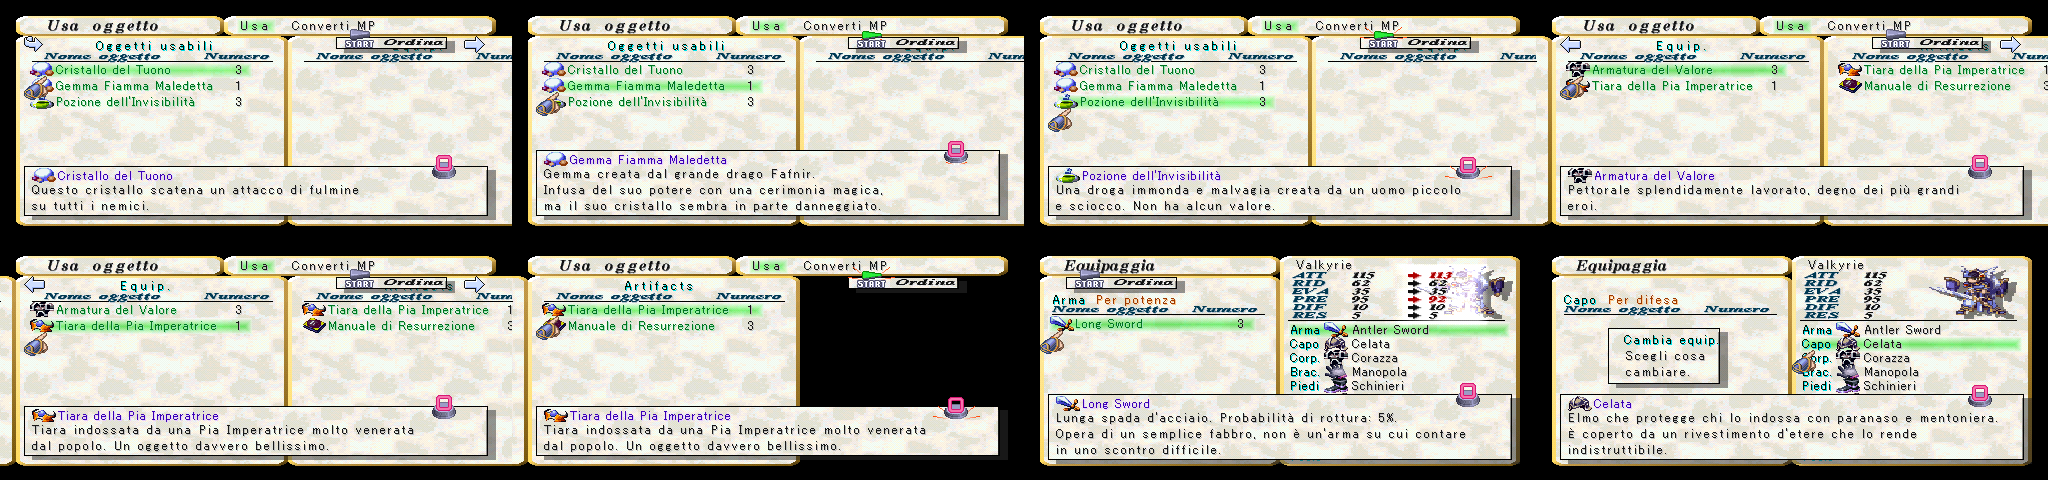 Usa oggetto
Usa Converti MP
START Ordina
Oggetti usabili
Nome oggetto Numero
Nome oggetto
Cristallo del Tuono 3
Gemma Fiamma Maledetta 1
Pozione dell'Invisibilità 3
Cristallo del Tuono
Questo cristallo scatena un attacco di fulmine
su tutti i nemici.
Usa oggetto
Usa Converti MP
START Ordina
Oggetti usabili
Nome oggetto Numero
Nome oggetto Num
Cristallo del Tuono 3
Gemma Fiamma Maledetta 1
Pozione dell'Invisibilità 3
Gemma Fiamma Maledetta
Gemma creata dal grande drago Fafnir.
Infusa del suo potere con una cerimonia magica,
ma il suo cristallo sembra in parte danneggiato.
Usa oggetto
Usa Converti MP
START Ordina
Oggetti usabili
Nome oggetto Numero
Nome oggetto Num
Cristallo del Tuono 3
Gemma Fiamma Maledetta 1
Pozione dell'Invisibilità 3
Pozione dell'Invisibilità
Una droga immonda e malvagia creata da un uomo piccolo
e sciocco. Non ha alcun valore.
Usa oggetto
Usa Converti MP
START Ordina
Equip.
Nome oggetto Numero
Nome oggetto Numero
Armatura del Valore 3
Tiara della Pia Imperatrice 1
Tiara della Pia Imperatrice 1
Manuale di Resurrezione 3
Armatura del Valore
Pettorale splendidamente lavorato, degno dei più grandi
eroi.
Usa oggetto
Usa Converti MP
START Ordina
Equip.
Nome oggetto Numero
Nome oggetto Numero
Armatura del Valore 3
Tiara della Pia Imperatrice 1
Tiara della Pia Imperatrice 1
Manuale di Resurrezione 3
Tiara della Pia Imperatrice
Tiara indossata da una Pia Imperatrice molto venerata
dal popolo. Un oggetto davvero bellissimo.
Usa oggetto
Usa Converti MP
START Ordina
Artifacts
Nome oggetto Numero
Tiara della Pia Imperatrice 1
Manuale di Resurrezione 3
Tiara della Pia Imperatrice
Tiara indossata da una Pia Imperatrice molto venerata
dal popolo. Un oggetto davvero bellissimo.
Equipaggia
START Ordina
Arma Per potenza
Nome oggetto Numero
Long Sword 3
Valkyrie
ATT 115 113
RID 62 62
EVA 35 35
PRE 95 92
DIF 10 10
RES 5 5
Arma Antler Sword
Capo Celata
Corp. Corazza
Brac. Manopola
Piedi Schinieri
Long Sword
Lunga spada d'acciaio. Probabilità di rottura: 5%.
Opera di un semplice fabbro, non è un'arma su cui contare
in uno scontro difficile.
Equipaggia
Capo Per difesa
Nome oggetto Numero
Cambia equip.
Scegli cosa
cambiare.
Valkyrie
ATT 115
RID 62
EVA 35
PRE 95
DIF 10
RES 5
Arma Antler Sword
Capo Celata
Corp. Corazza
Brac. Manopola
Piedi Schinieri
Celata
Elmo che protegge chi lo indossa con paranaso e mentoniera.
È coperto da un rivestimento d'etere che lo rende
indistruttibile.